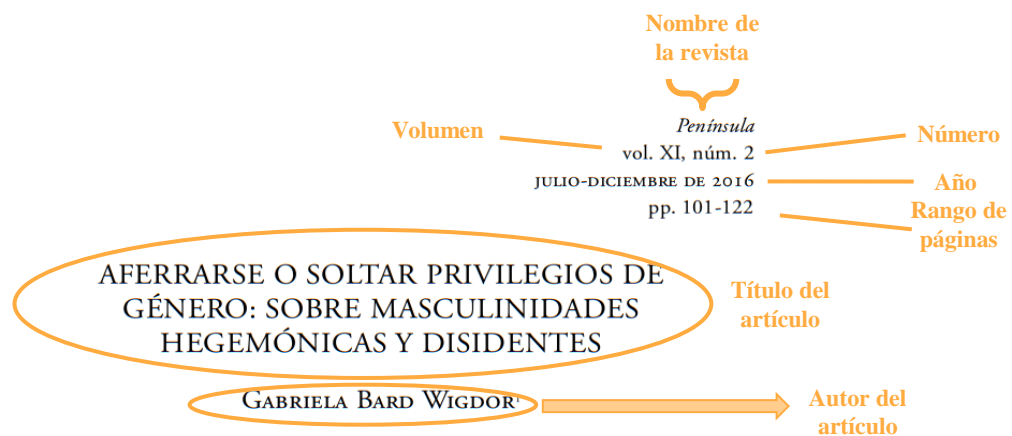 Nombre de
la revista
Península
Volumen
vol. XI, núm. 2
Número
JULIO-DICIEMBRE DE 2016
Año
pp. 101-122
Rango de
páginas
AFERRARSE O SOLTAR PRIVILEGIOS DE
GÉNERO: SOBRE MASCULINIDADES
HEGEMÓNICAS Y DISIDENTES
Título del
artículo
GABRIELA BARD WIGDOR¹
Autor del
artículo